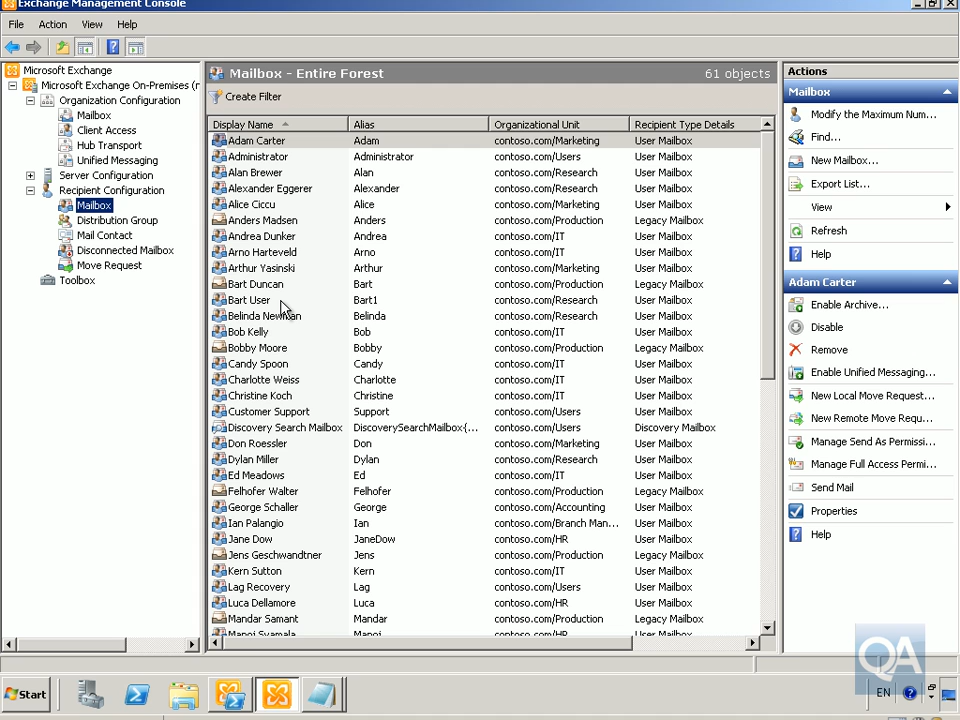 Exchange Management Console
File Action View Help
Microsoft Exchange
Microsoft Exchange On-Premises (r
Organization Configuration
Mailbox
Client Access
Hub Transport
Unified Messaging
Server Configuration
Recipient Configuration
Mailbox
Distribution Group
Mail Contact
Disconnected Mailbox
Move Request
Toolbox
Mailbox - Entire Forest 61 objects
Create Filter
Display Name Alias Organizational Unit Recipient Type Details
Adam Carter Adam contoso.com/Marketing User Mailbox
Administrator Administrator contoso.com/Users User Mailbox
Alan Brewer Alan contoso.com/Research User Mailbox
Alexander Eggerer Alexander contoso.com/Research User Mailbox
Alice Ciccu Alice contoso.com/Marketing User Mailbox
Anders Madsen Anders contoso.com/Production Legacy Mailbox
Andrea Dunker Andrea contoso.com/IT User Mailbox
Arno Harteveld Arno contoso.com/IT User Mailbox
Arthur Yasinski Arthur contoso.com/Marketing User Mailbox
Bart Duncan Bart contoso.com/Production Legacy Mailbox
Bart User Bart1 contoso.com/Research User Mailbox
Belinda Newman Belinda contoso.com/Research User Mailbox
Bob Kelly Bob contoso.com/IT User Mailbox
Bobby Moore Bobby contoso.com/Production Legacy Mailbox
Candy Spoon Candy contoso.com/IT User Mailbox
Charlotte Weiss Charlotte contoso.com/IT User Mailbox
Christine Koch Christine contoso.com/IT User Mailbox
Customer Support Support contoso.com/Users User Mailbox
Discovery Search Mailbox DiscoverySearchMailbox{... contoso.com/Users Discovery Mailbox
Don Roessler Don contoso.com/Marketing User Mailbox
Dylan Miller Dylan contoso.com/Research User Mailbox
Ed Meadows Ed contoso.com/IT User Mailbox
Felhofer Walter Felhofer contoso.com/Production Legacy Mailbox
George Schaller George contoso.com/Accounting User Mailbox
Ian Palangio Ian contoso.com/Branch Man... User Mailbox
Jane Dow JaneDow contoso.com/HR User Mailbox
Jens Geschwandtner Jens contoso.com/Production Legacy Mailbox
Kern Sutton Kern contoso.com/IT User Mailbox
Lag Recovery Lag contoso.com/Users User Mailbox
Luca Dellamore Luca contoso.com/HR User Mailbox
Mandar Samant Mandar contoso.com/Production Legacy Mailbox
Manoj Syamala Manoj contoso.com/HR User Mailbox
Actions
Mailbox
Modify the Maximum Num...
Find...
New Mailbox...
Export List...
View
Refresh
Help
Adam Carter
Enable Archive...
Disable
Remove
Enable Unified Messaging...
New Local Move Request...
New Remote Move Requ...
Manage Send As Permissi...
Manage Full Access Permi...
Send Mail
Properties
Help
QA
Start
EN